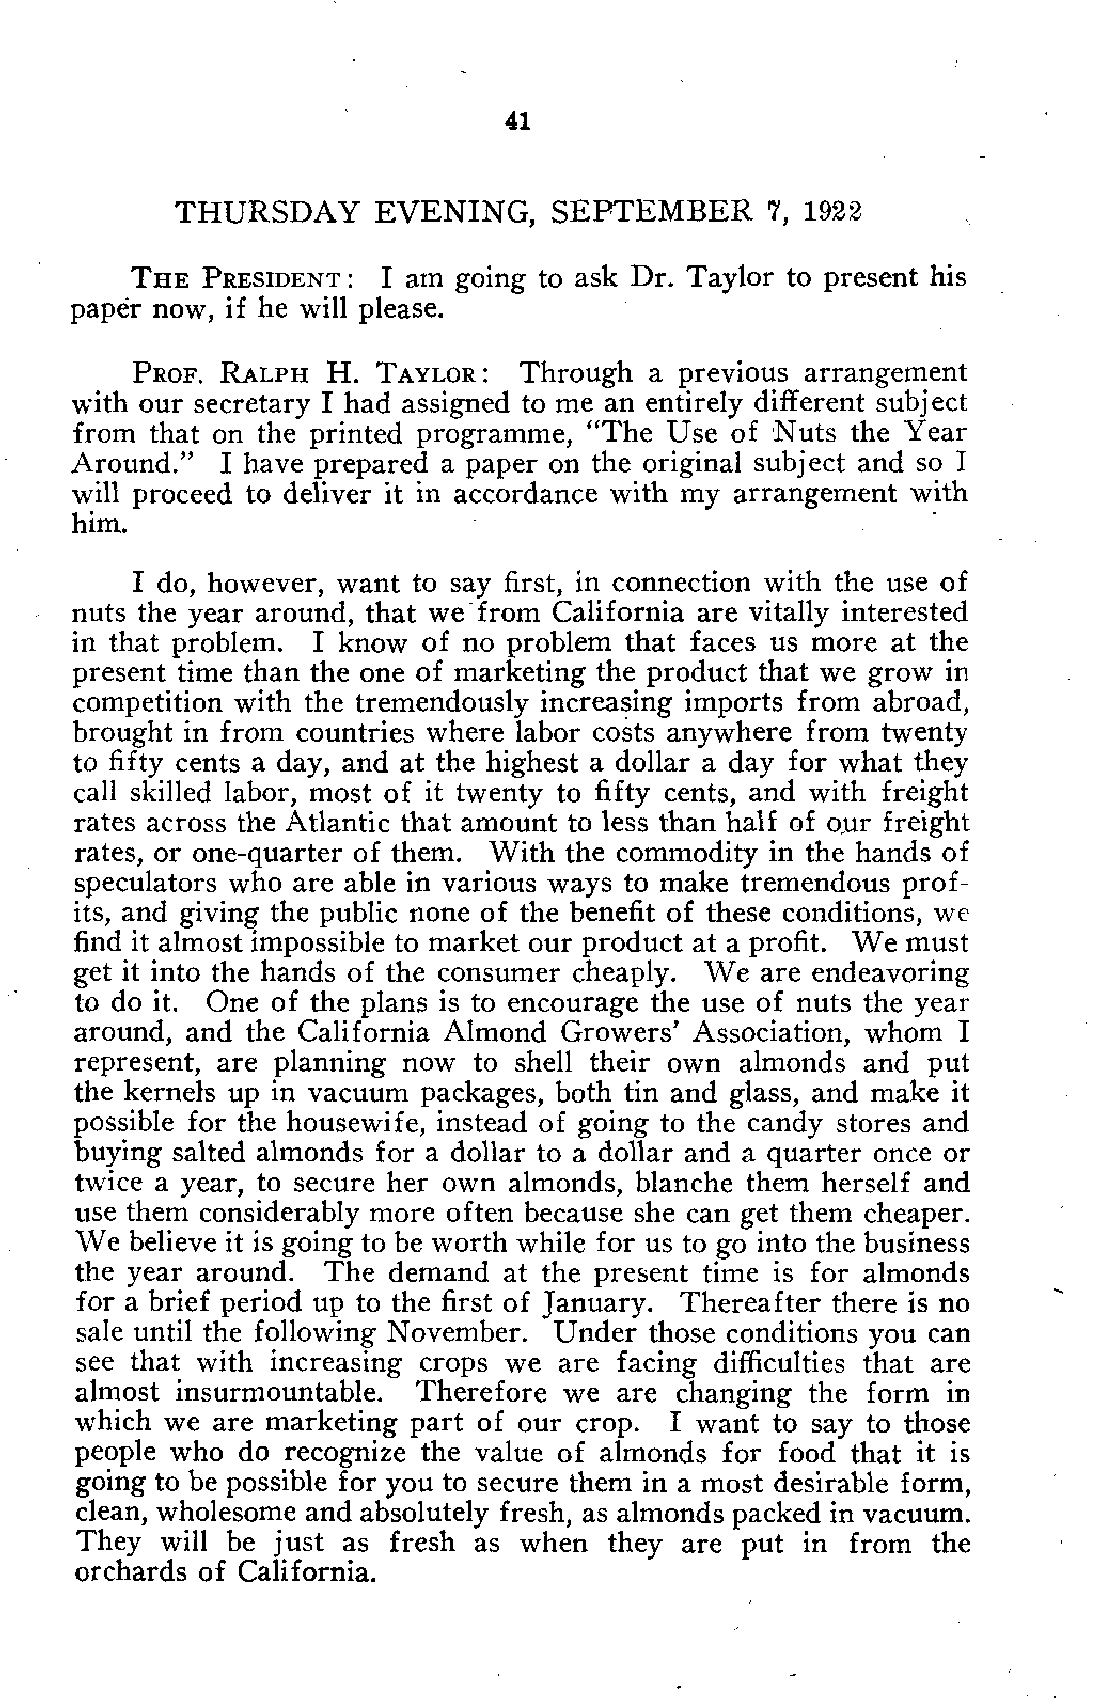 41
THURSDAY EVENING, SEPTEMBER 7, 1922
THE PRESIDENT: I am going to ask Dr. Taylor to present his
paper now, if he will please.
PROF. RALPH H. TAYLOR: Through a previous arrangement
with our secretary I had assigned to me an entirely different subject
from that on the printed programme, "The Use of Nuts the Year
Around." I have prepared a paper on the original subject and so I
will proceed to deliver it in accordance with my arrangement with
him.
I do, however, want to say first, in connection with the use of
nuts the year around, that we from California are vitally interested
in that problem. I know of no problem that faces us more at the
present time than the one of marketing the product that we grow in
competition with the tremendously increasing imports from abroad,
brought in from countries where labor costs anywhere from twenty
to fifty cents a day, and at the highest a dollar a day for what they
call skilled labor, most of it twenty to fifty cents, and with freight
rates across the Atlantic that amount to less than half of our freight
rates, or one-quarter of them. With the commodity in the hands of
speculators who are able in various ways to make tremendous prof-
its, and giving the public none of the benefit of these conditions, we
find it almost impossible to market our product at a profit. We must
get it into the hands of the consumer cheaply. We are endeavoring
to do it. One of the plans is to encourage the use of nuts the year
around, and the California Almond Growers' Association, whom I
represent, are planning now to shell their own almonds and put
the kernels up in vacuum packages, both tin and glass, and make it
possible for the housewife, instead of going to the candy stores and
buying salted almonds for a dollar to a dollar and a quarter once or
twice a year, to secure her own almonds, blanche them herself and
use them considerably more often because she can get them cheaper.
We believe it is going to be worth while for us to go into the business
the year around. The demand at the present time is for almonds
for a brief period up to the first of January. Thereafter there is no
sale until the following November. Under those conditions you can
see that with increasing crops we are facing difficulties that are
almost insurmountable. Therefore we are changing the form in
which we are marketing part of our crop. I want to say to those
people who do recognize the value of almonds for food that it is
going to be possible for you to secure them in a most desirable form,
clean, wholesome and absolutely fresh, as almonds packed in vacuum.
They will be just as fresh as when they are put in from the
orchards of California.